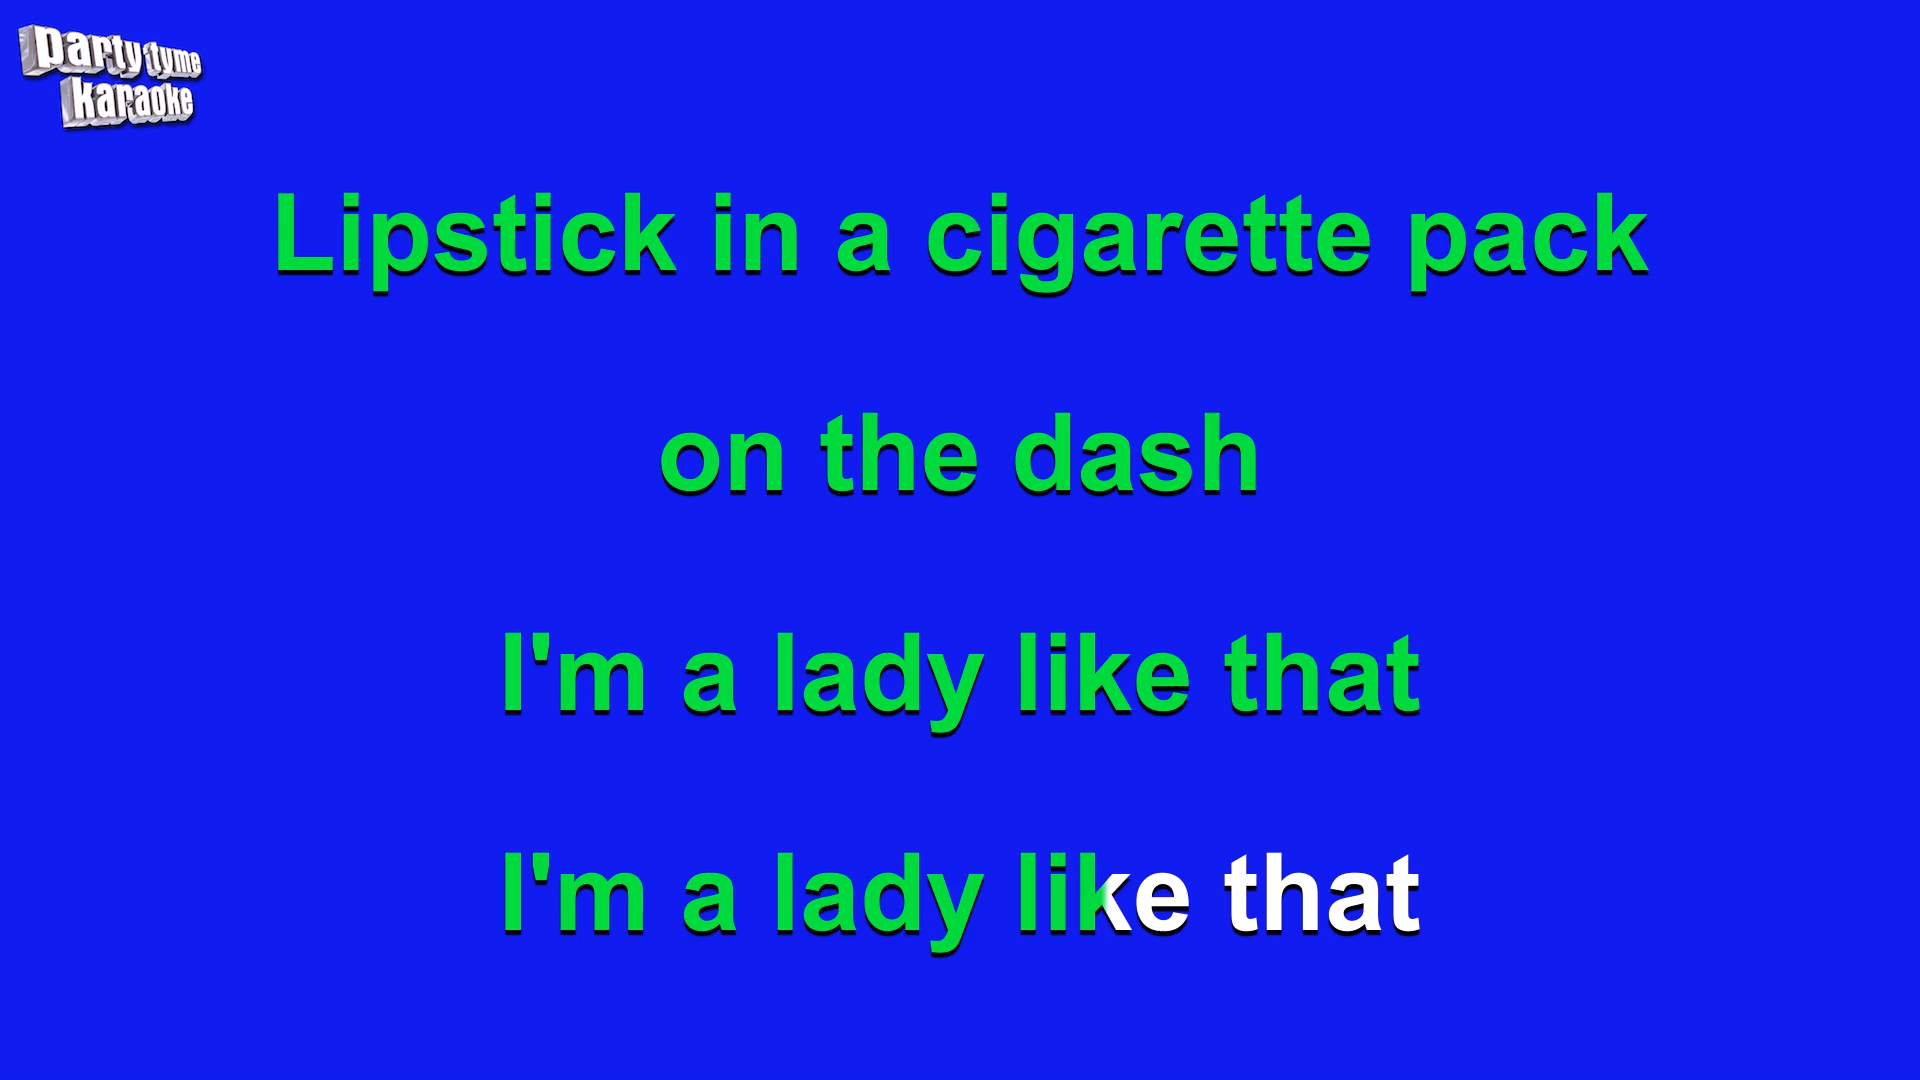 party tyme
karaoke
Lipstick in a cigarette pack
on the dash
I'm a lady like that
I'm a lady like that